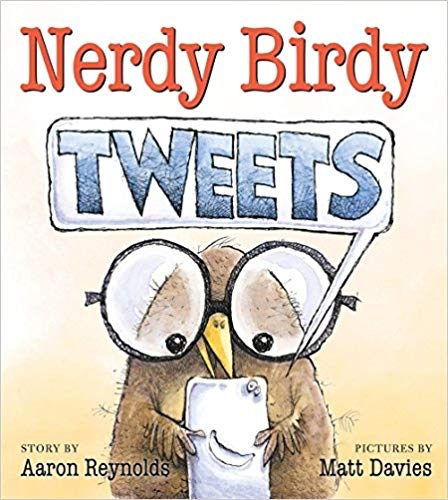 Nerdy Birdy
TWEETS
STORY BY
Aaron Reynolds
PICTURES BY
Matt Davies